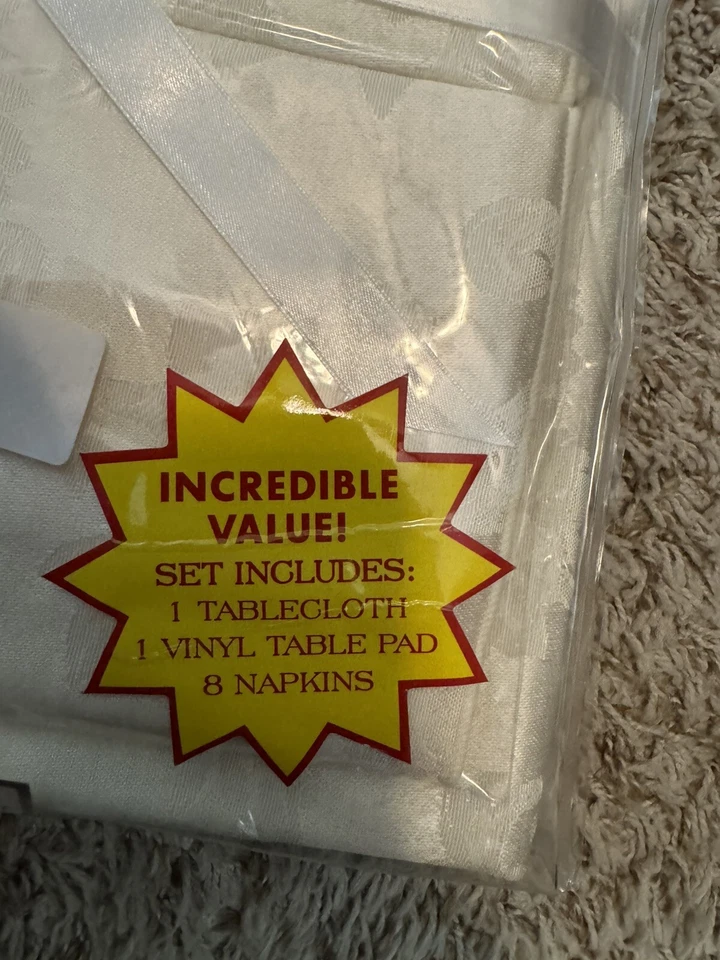 INCREDIBLE
VALUE!
SET INCLUDES:
1 TABLECLOTH
1 VINYL TABLE PAD
8 NAPKINS